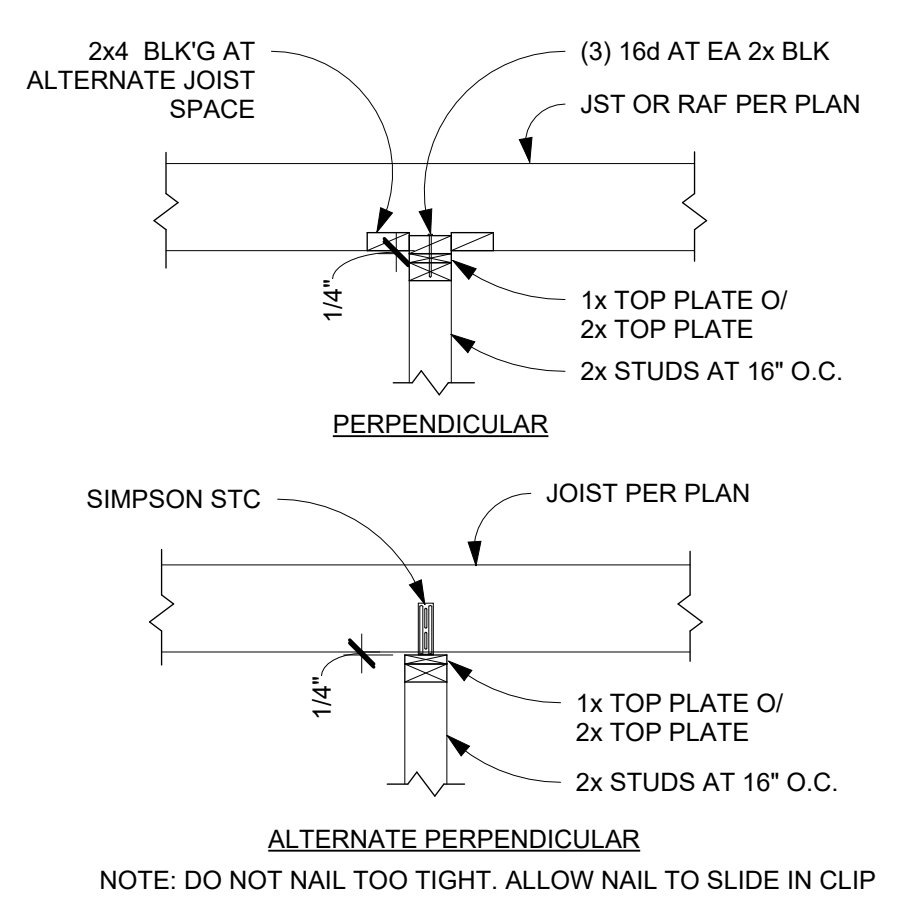 2x4 BLK'G AT
ALTERNATE JOIST
SPACE
(3) 16d AT EA 2x BLK
JST OR RAF PER PLAN
1/4"
1x TOP PLATE O/
2x TOP PLATE
2x STUDS AT 16" O.C.
PERPENDICULAR
SIMPSON STC
JOIST PER PLAN
1/4"
1x TOP PLATE O/
2x TOP PLATE
2x STUDS AT 16" O.C.
ALTERNATE PERPENDICULAR
NOTE: DO NOT NAIL TOO TIGHT. ALLOW NAIL TO SLIDE IN CLIP